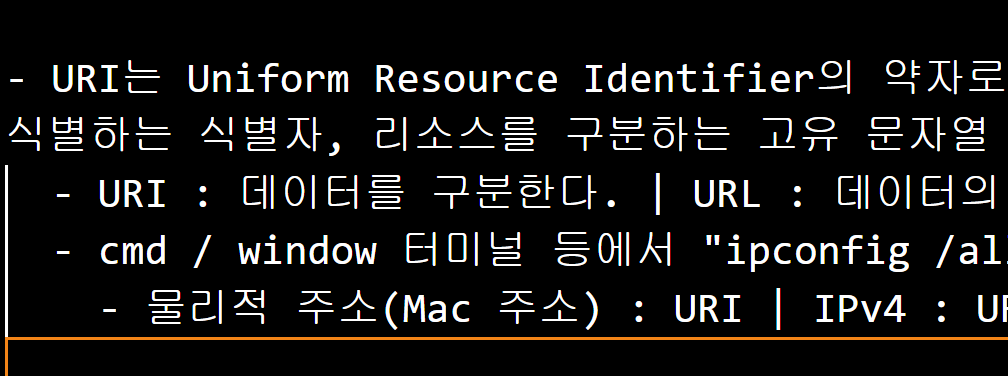 - URI는 Uniform Resource Identifier의 약자로
식별하는 식별자, 리소스를 구분하는 고유 문자열
- URI : 데이터를 구분한다. | URL : 데이터의
- cmd / window 터미널 등에서 "ipconfig /al
- 물리적 주소(Mac 주소) : URI | IPv4 : U